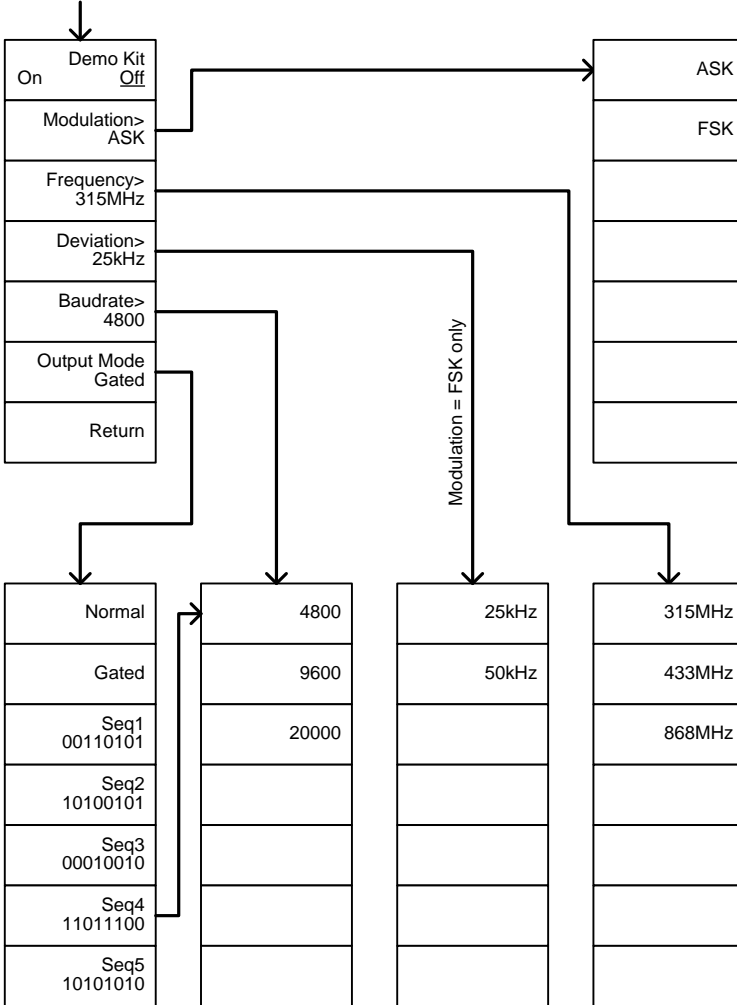 Demo Kit
On Off
Modulation>
ASK
Frequency>
315MHz
Deviation>
25kHz
Baudrate>
4800
Output Mode
Gated
Return
ASK
FSK
Modulation = FSK only
Normal
Gated
Seq1
00110101
Seq2
10100101
Seq3
00010010
Seq4
11011100
Seq5
10101010
4800
9600
20000
25kHz
50kHz
315MHz
433MHz
868MHz